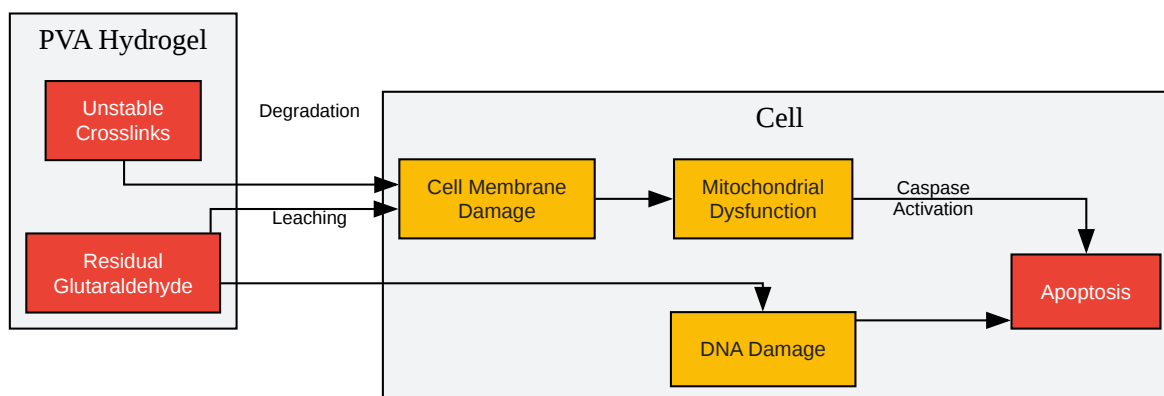 PVA Hydrogel
Unstable
Crosslinks
Degradation
Leaching
Residual
Glutaraldehyde
Cell
Cell Membrane
Damage
Mitochondrial
Dysfunction
Caspase
Activation
Apoptosis
DNA Damage